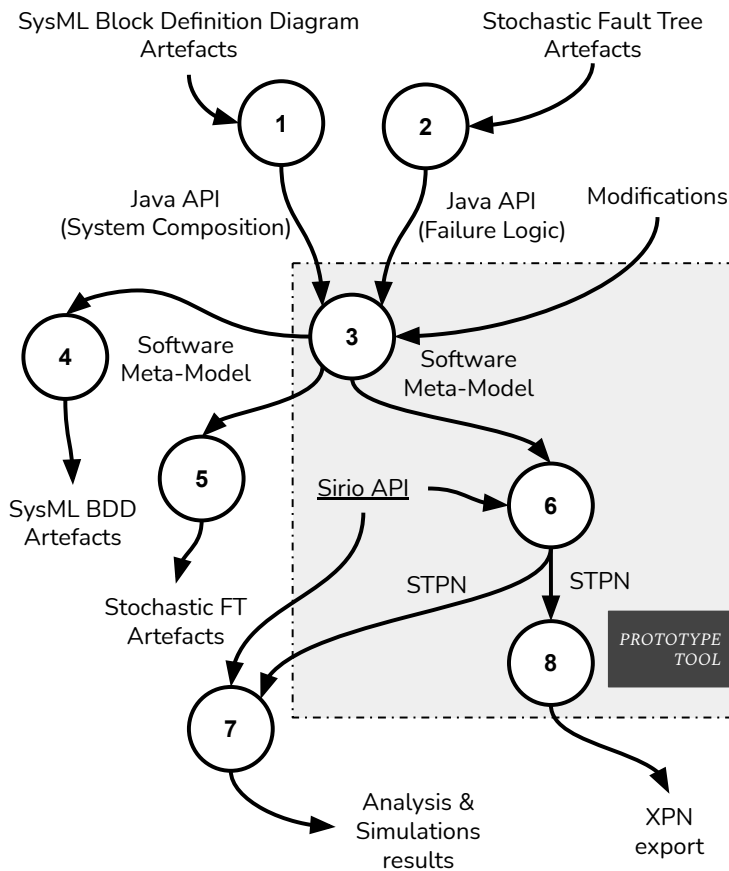 SysML Block Definition Diagram
Artefacts
Stochastic Fault Tree
Artefacts
1
2
Java API
(System Composition)
Java API
(Failure Logic)
Modifications
3
4
Software
Meta-Model
Software
Meta-Model
5
Sirio API
6
SysML BDD
Artefacts
STPN
STPN
Stochastic FT
Artefacts
8
PROTOTYPE
TOOL
7
Analysis &
Simulations
results
XPN
export